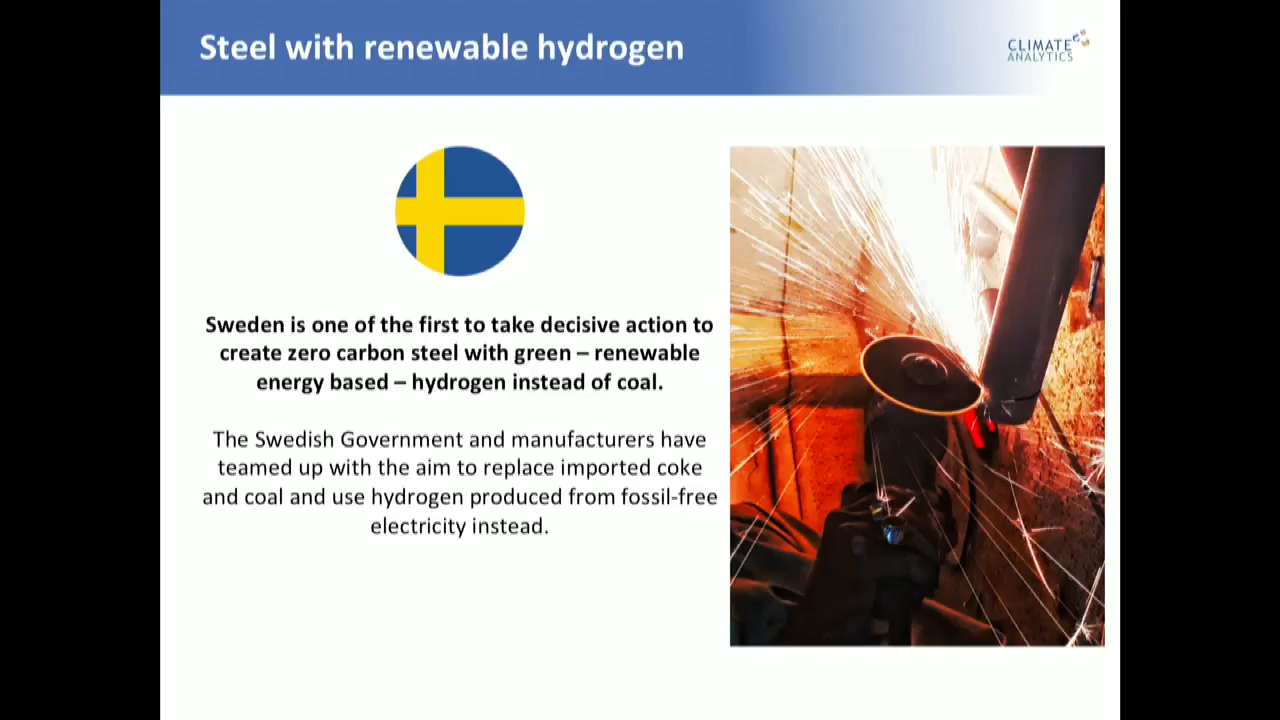 Steel with renewable hydrogen
CLIMATE
ANALYTICS
Sweden is one of the first to take decisive action to
create zero carbon steel with green – renewable
energy based – hydrogen instead of coal.
The Swedish Government and manufacturers have
teamed up with the aim to replace imported coke
and coal and use hydrogen produced from fossil-free
electricity instead.